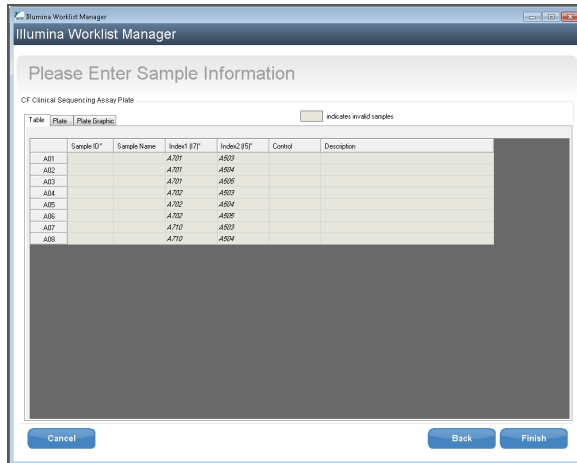 Illumina Worklist Manager
Illumina Worklist Manager
Please Enter Sample Information
CF Clinical Sequencing Assay Plate
Table Plate Plate Graphic
indicates invalid samples
Sample ID* Sample Name Index1 (I7)* Index2 (I5)* Control Description
A01 A701 A503
A02 A701 A504
A03 A701 A505
A04 A702 A503
A05 A702 A504
A06 A702 A505
A07 A710 A503
A08 A710 A504
Cancel Back Finish